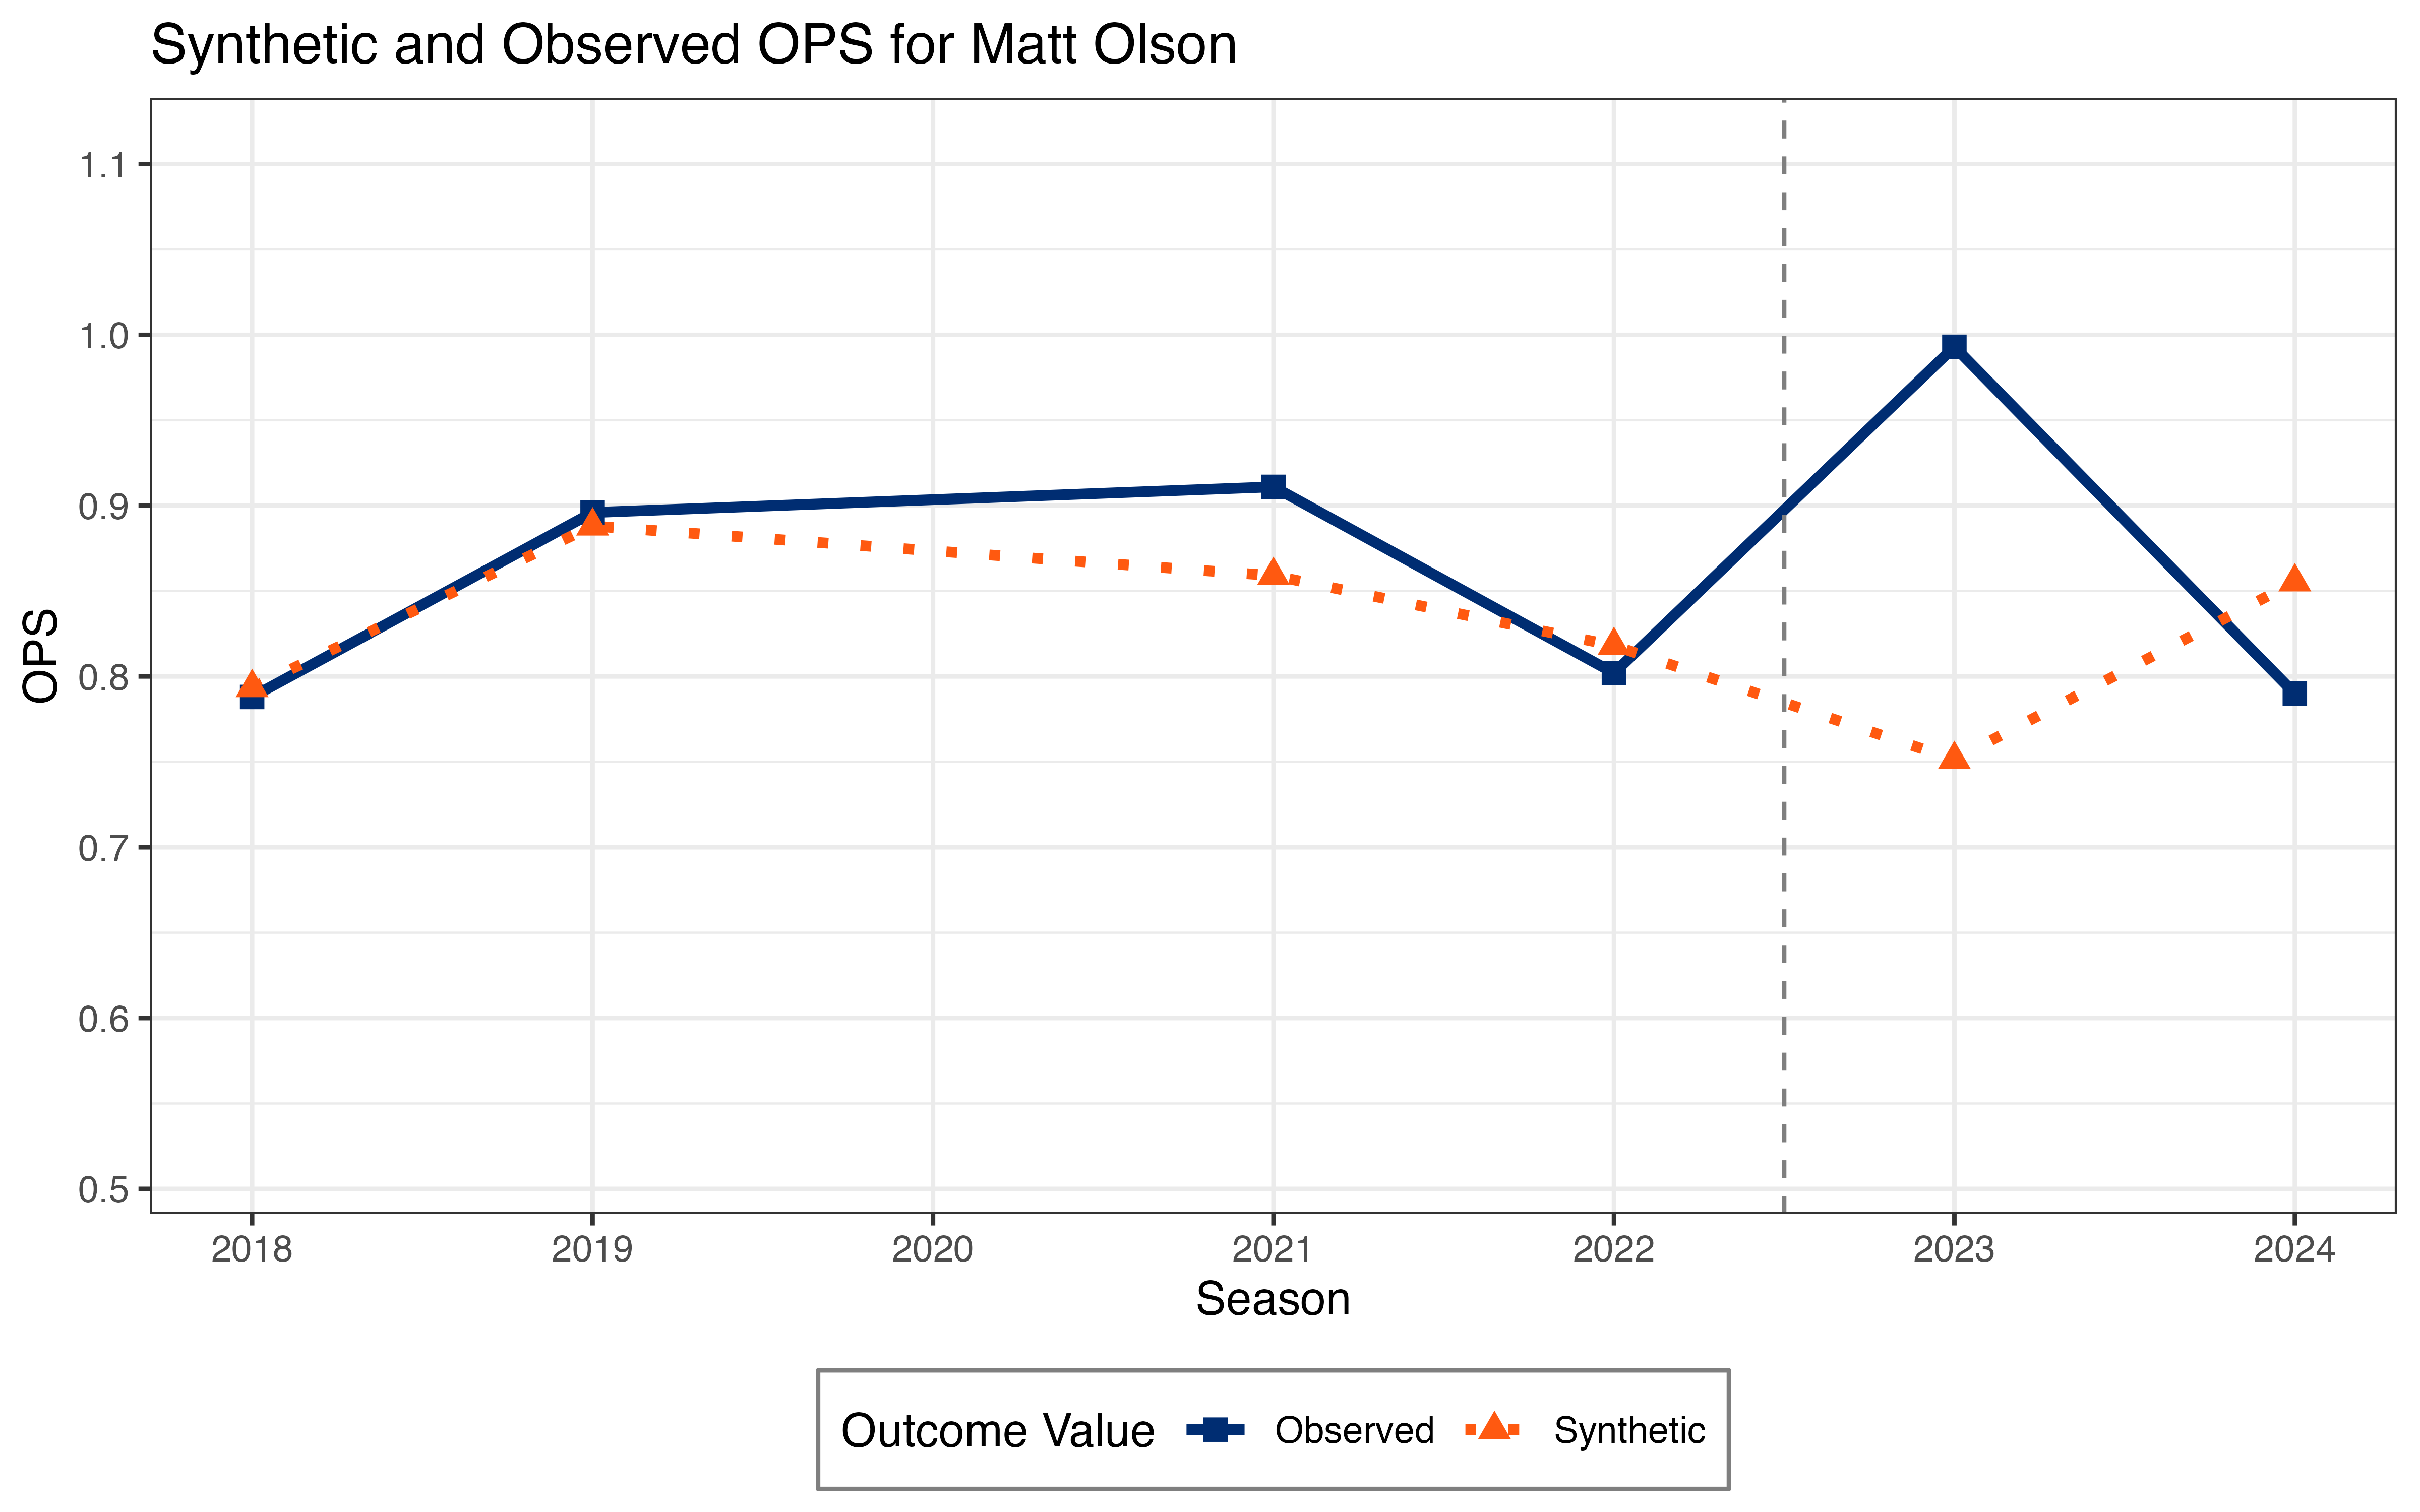 Synthetic and Observed OPS for Matt Olson
1.1
1.0
0.9
0.8
0.7
0.6
0.5
OPS
2018 2019 2020 2021 2022 2023 2024
Season
Outcome Value Observed Synthetic